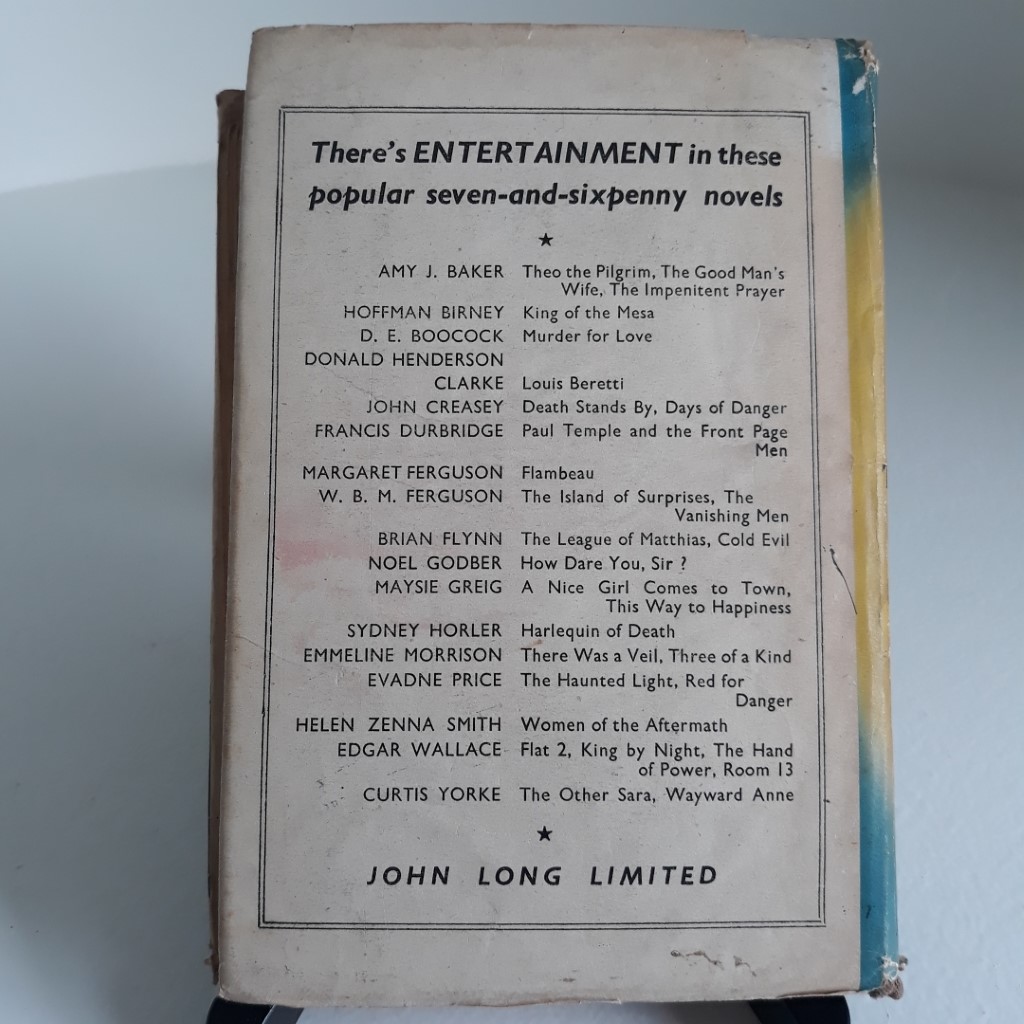 There's ENTERTAINMENT in these
popular seven-and-sixpenny novels
AMY J. BAKER Theo the Pilgrim, The Good Man's
Wife, The Impenitent Prayer
HOFFMAN BIRNEY King of the Mesa
D. E. BOOCOCK Murder for Love
DONALD HENDERSON
CLARKE Louis Beretti
JOHN CREASEY Death Stands By, Days of Danger
FRANCIS DURBRIDGE Paul Temple and the Front Page
Men
MARGARET FERGUSON Flambeau
W. B. M. FERGUSON The Island of Surprises, The
Vanishing Men
BRIAN FLYNN The League of Matthias, Cold Evil
NOEL GODBER How Dare You, Sir ?
MAYSIE GREIG A Nice Girl Comes to Town,
This Way to Happiness
SYDNEY HORLER Harlequin of Death
EMMELINE MORRISON There Was a Veil, Three of a Kind
EVADNE PRICE The Haunted Light, Red for
Danger
HELEN ZENNA SMITH Women of the Aftermath
EDGAR WALLACE Flat 2, King by Night, The Hand
of Power, Room 13
CURTIS YORKE The Other Sara, Wayward Anne
JOHN LONG LIMITED